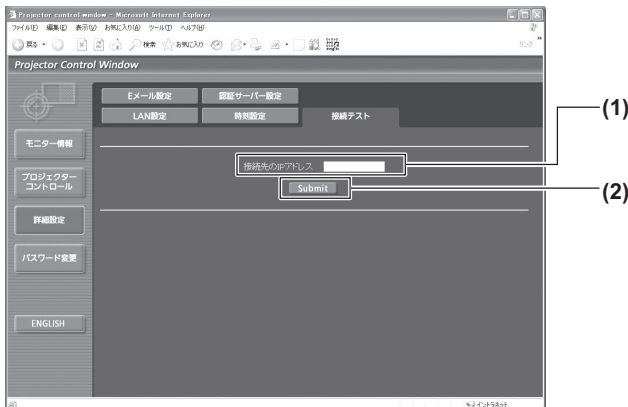 Projector control window - Microsoft Internet Explorer
ファイル(F) 編集(E) 表示(V) お気に入り(A) ツール(T) ヘルプ(H)
戻る 検索 お気に入り リンク »
Projector Control Window
Eメール設定 認証サーバー設定
LAN設定 時刻設定 接続テスト
(1)
モニター情報
接続先のIPアドレス
プロジェクター
コントロール
Submit
(2)
詳細設定
パスワード変更
ENGLISH
イントラネット